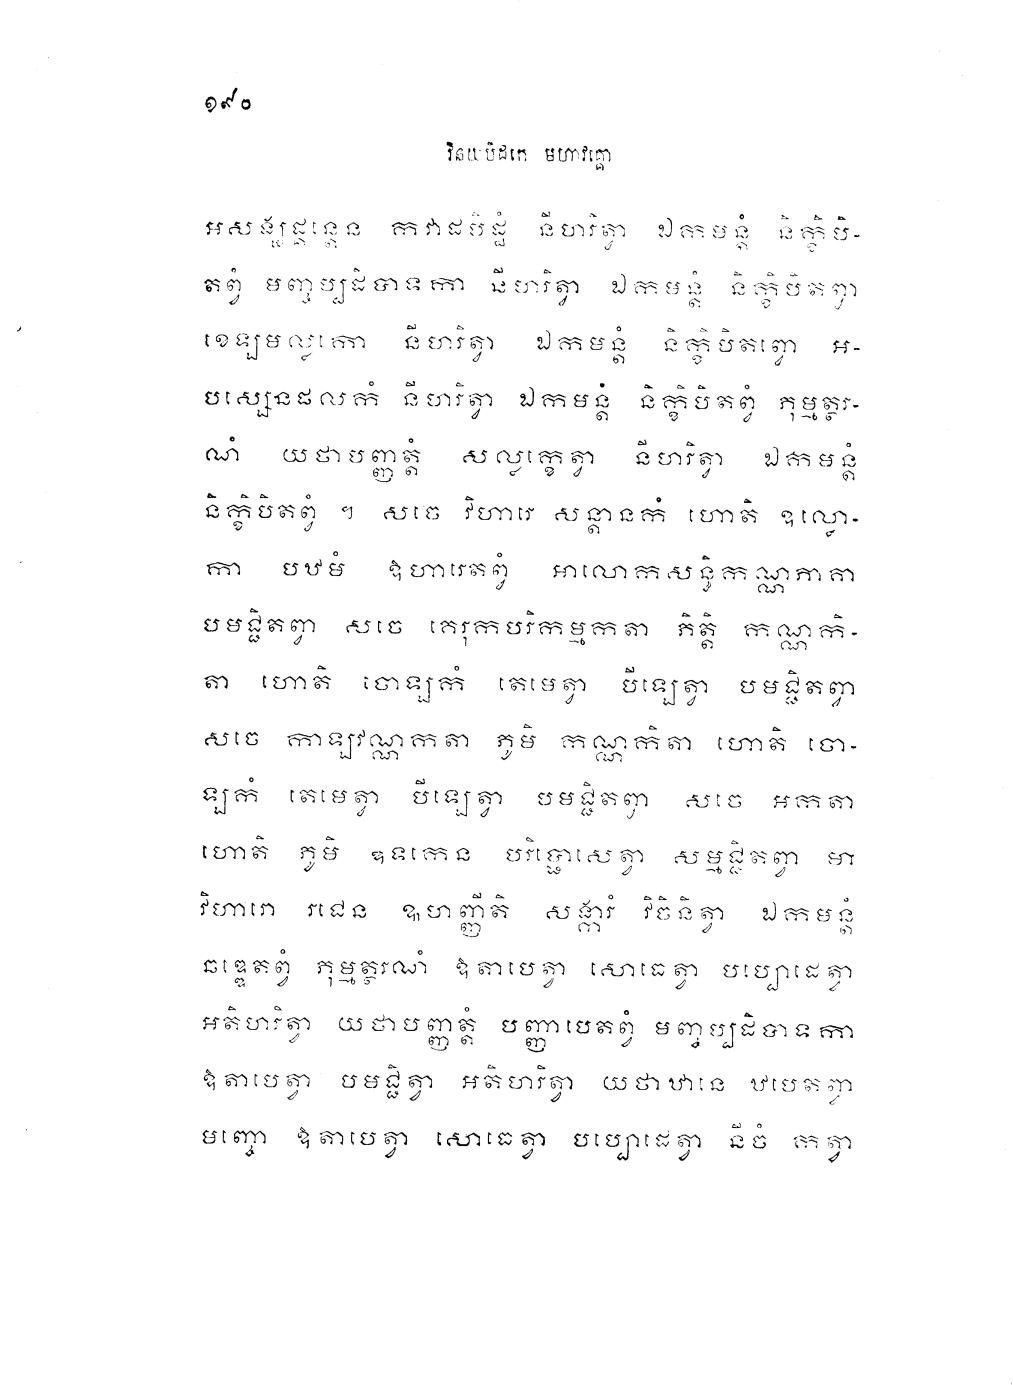 ១៩០
វិនយបិដកេ មហាវគ្គោ
អសង្ឃដ្តន្តេន កវាដបិដ្ឋំ នីហរិត្វា ឯកមន្តំ និក្ខិបិ-
តព្វំ មញ្ចប្បដិបាទកា នីហរិត្វា ឯកមន្តំ និក្ខិបិតព្វា
ខេឡមល្លកោ នីហរិត្វា ឯកមន្តំ និក្ខិបិតព្វោ អ-
បស្សេនផលកំ នីហរិត្វា ឯកមន្តំ និក្ខិបិតព្វំ ភុម្មត្ថរ-
ណំ យថាបញ្ញត្តំ សល្លក្ខេត្វា នីហរិត្វា ឯកមន្តំ
និក្ខិបិតព្វំ ។ សចេ វិហារេ សន្តានកំ ហោតិ ឧល្លោ-
កា បឋមំ ឱហារេតព្វំ អាលោកសន្ធិកណ្ណភាគា
បមជ្ជិតព្វា សចេ គេរុកបរិកម្មកតា ភិត្តិ កណ្ណកិ-
តា ហោតិ ចោឡកំ តេមេត្វា បីឡេត្វា បមជ្ជិតព្វា
សចេ កាឡវណ្ណកតា ភូមិ កណ្ណកិតា ហោតិ ចោ-
ឡកំ តេមេត្វា បីឡេត្វា បមជ្ជិតព្វា សចេ អកតា
ហោតិ ភូមិ ឧទកេន បរិប្ផោសេត្វា សម្មជ្ជិតព្វា មា
វិហារោ រជេន ឩហញ្ញីតិ សង្ការំ វិចិនិត្វា ឯកមន្តំ
ឆឌ្ឌេតព្វំ ភុម្មត្ថរណំ ឱតាបេត្វា សោធេត្វា បប្ផោដេត្វា
អតិហរិត្វា យថាបញ្ញត្តំ បញ្ញាបេតព្វំ មញ្ចប្បដិបាទកា
ឱតាបេត្វា បមជ្ជិត្វា អតិហរិត្វា យថាឋានេ ឋបេតព្វា
មញ្ចោ ឱតាបេត្វា សោធេត្វា បប្ផោដេត្វា នីចំ កត្វា